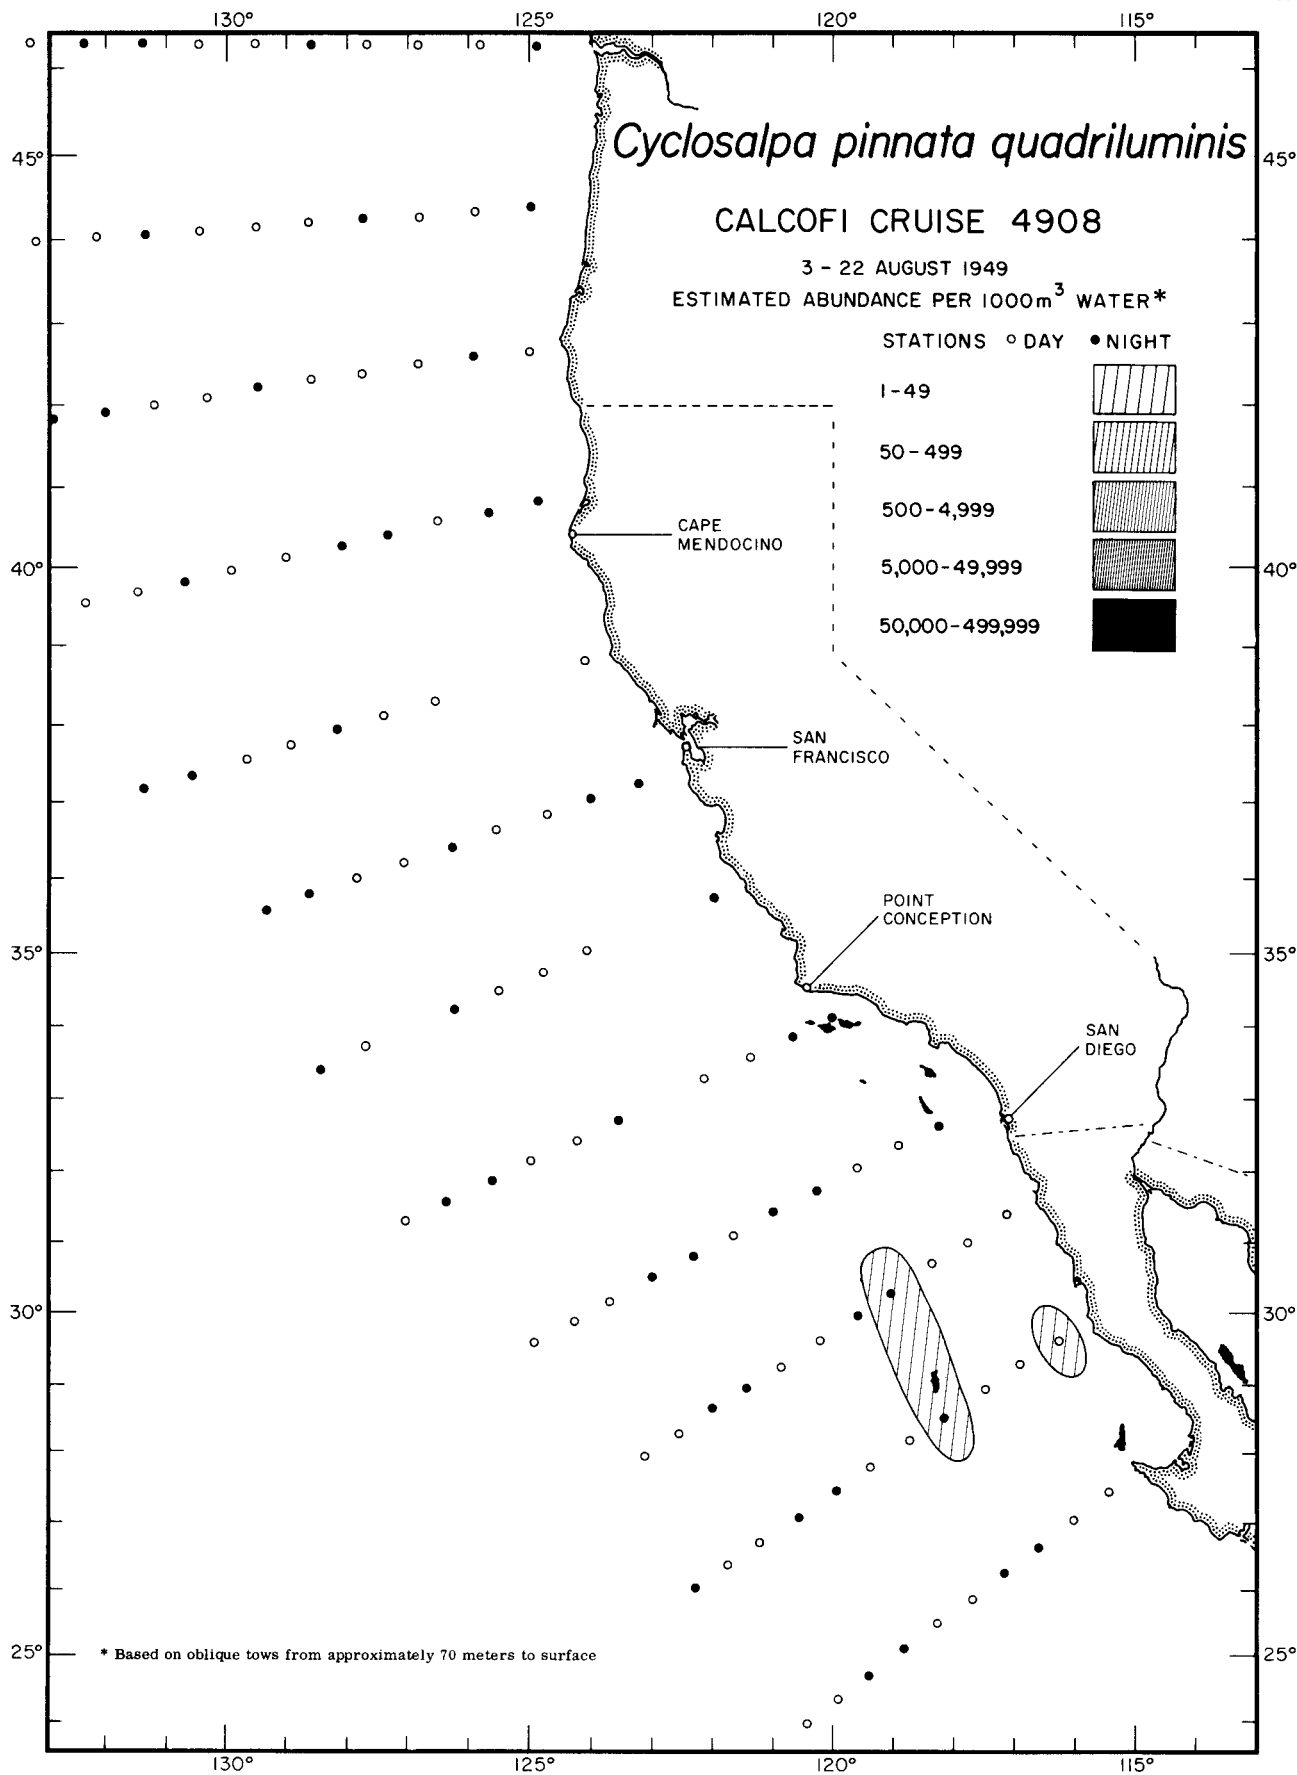 130° 125° 120° 115°
Cyclosalpa pinnata quadriluminis
45° 45°
CALCOFI CRUISE 4908
3 - 22 AUGUST 1949
ESTIMATED ABUNDANCE PER 1000m³ WATER*
STATIONS ○ DAY ● NIGHT
1-49
50-499
500-4,999
CAPE
MENDOCINO
5,000-49,999
40° 40°
50,000-499,999
SAN
FRANCISCO
POINT
CONCEPTION
35° 35°
SAN
DIEGO
30° 30°
25° 25°
* Based on oblique tows from approximately 70 meters to surface
130° 125° 120° 115°